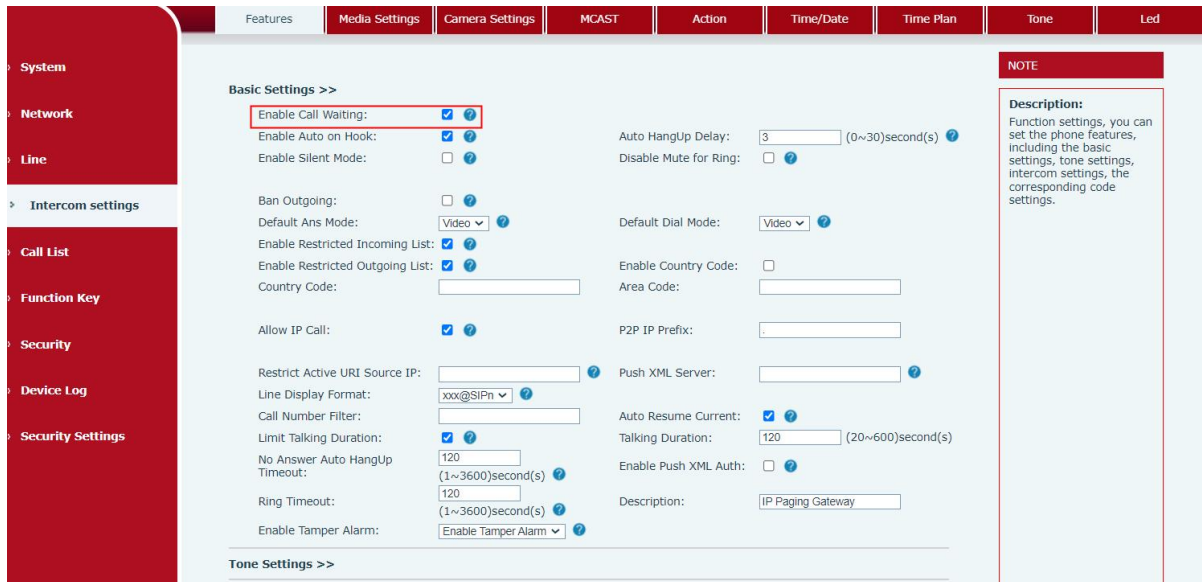 Features Media Settings Camera Settings MCAST Action Time/Date Time Plan Tone Led
System
Network
Line
Intercom settings
Call List
Function Key
Security
Device Log
Security Settings
Basic Settings >>
Enable Call Waiting:
Enable Auto on Hook: Auto HangUp Delay: 3 (0~30)second(s)
Enable Silent Mode: Disable Mute for Ring:
Ban Outgoing:
Default Ans Mode: Video Default Dial Mode: Video
Enable Restricted Incoming List:
Enable Restricted Outgoing List: Enable Country Code:
Country Code: Area Code:
Allow IP Call: P2P IP Prefix: .
Restrict Active URI Source IP: Push XML Server:
Line Display Format: xxx@SIPn
Call Number Filter: Auto Resume Current:
Limit Talking Duration: Talking Duration: 120 (20~600)second(s)
No Answer Auto HangUp Timeout: 120 (1~3600)second(s) Enable Push XML Auth:
Ring Timeout: 120 (1~3600)second(s) Description: IP Paging Gateway
Enable Tamper Alarm: Enable Tamper Alarm
Tone Settings >>
NOTE
Description:
Function settings, you can
set the phone features,
including the basic
settings, tone settings,
intercom settings, the
corresponding code
settings.